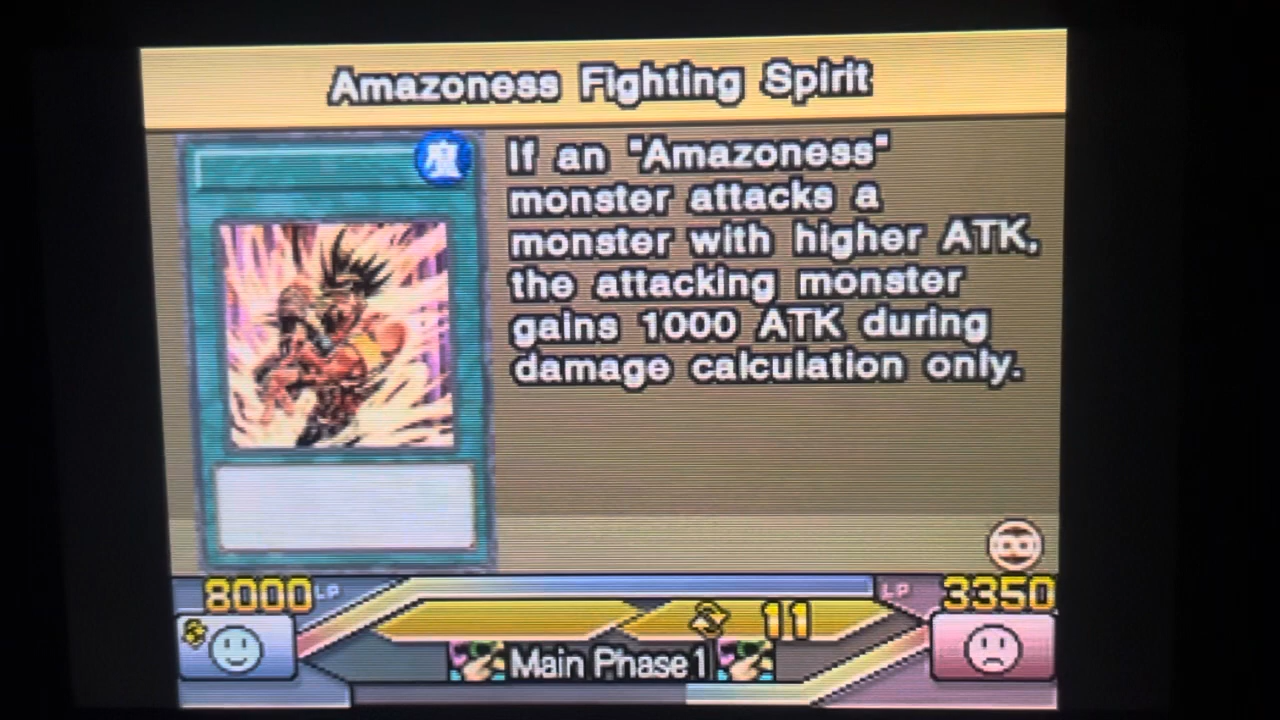 Amazoness Fighting Spirit
魔
If an "Amazoness"
monster attacks a
monster with higher ATK,
the attacking monster
gains 1000 ATK during
damage calculation only.
8000 LP
LP 3350
11
Main Phase 1